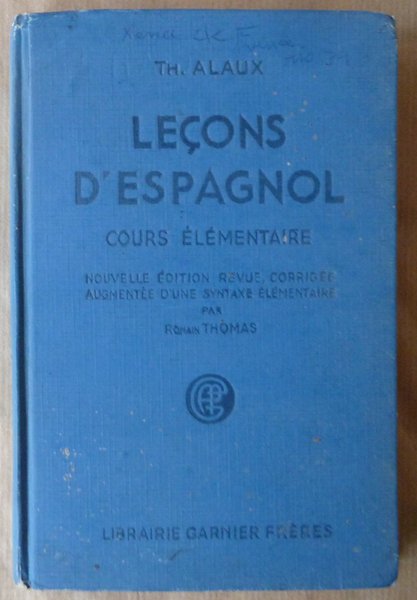 TH. ALAUX
LEÇONS
D'ESPAGNOL
COURS ÉLÉMENTAIRE
NOUVELLE ÉDITION REVUE, CORRIGÉE
AUGMENTÉE D'UNE SYNTAXE ÉLÉMENTAIRE
PAR
ROMAIN THOMAS
LIBRAIRIE GARNIER FRÈRES